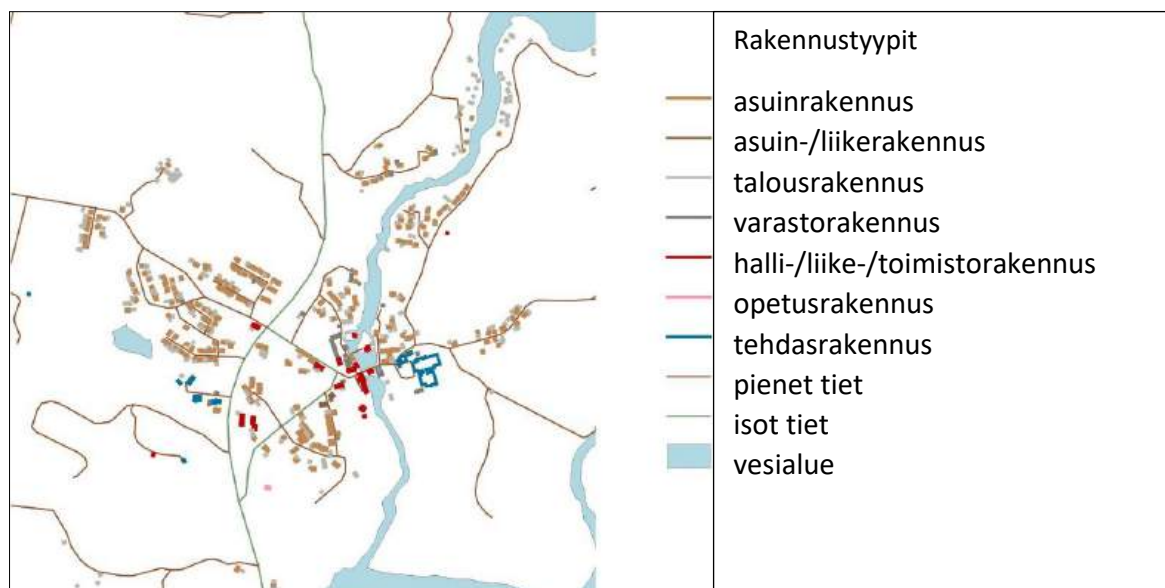 Rakennustyypit
asuinrakennus
asuin-/liikerakennus
talousrakennus
varastorakennus
halli-/liike-/toimistorakennus
opetusrakennus
tehdasrakennus
pienet tiet
isot tiet
vesialue